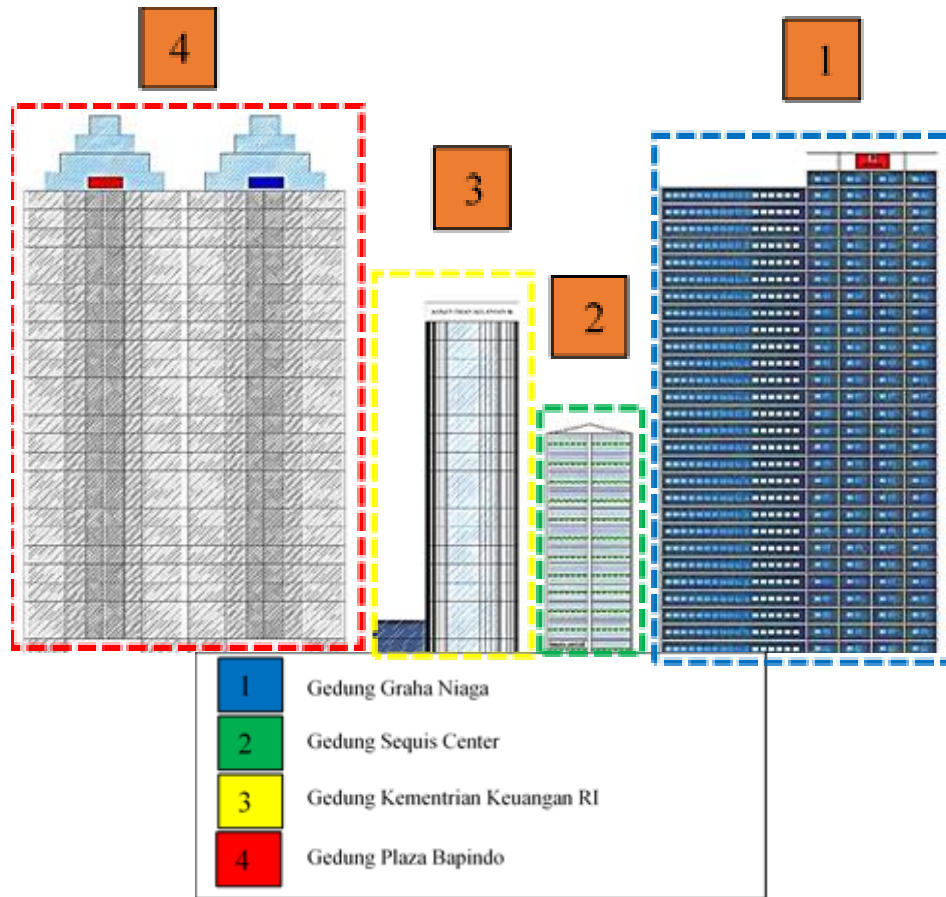 4
1
3
2
1 Gedung Graha Niaga
2 Gedung Sequis Center
3 Gedung Kementrian Keuangan RI
4 Gedung Plaza Bapindo